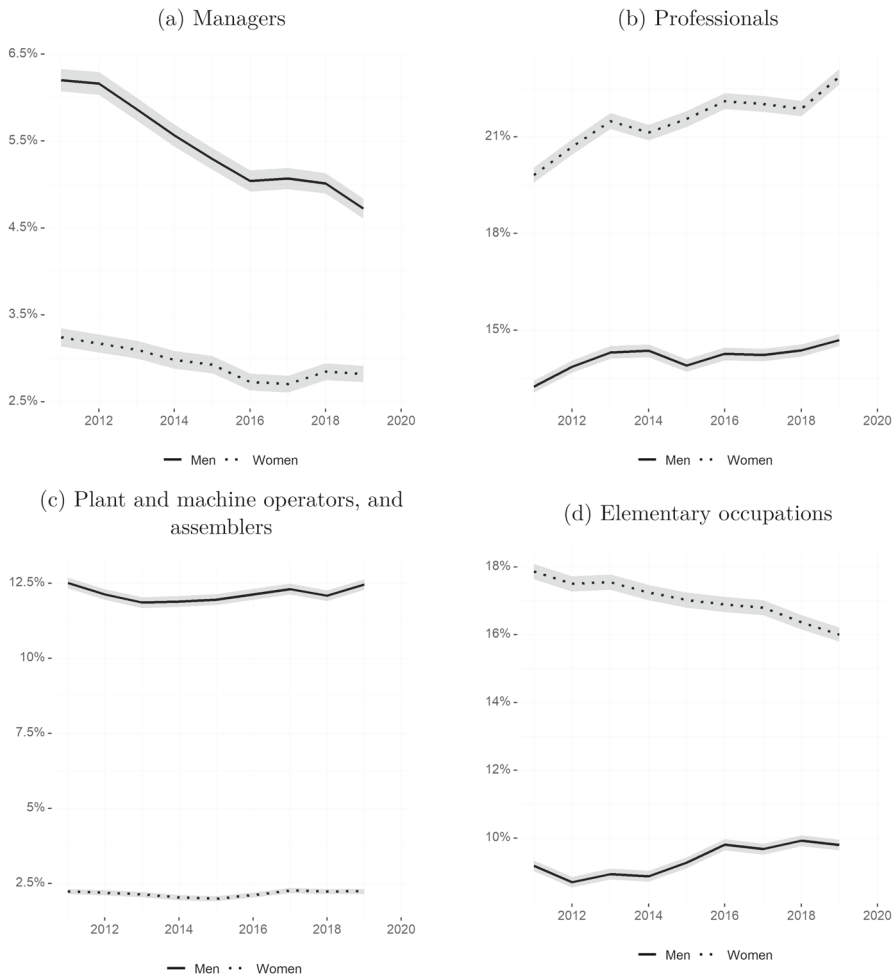 (a) Managers
6.5%
5.5%
4.5%
3.5%
2.5%
2012 2014 2016 2018 2020
Men Women
(b) Professionals
21%
18%
15%
2012 2014 2016 2018 2020
Men Women
(c) Plant and machine operators, and
assemblers
12.5%
10%
7.5%
5%
2.5%
2012 2014 2016 2018 2020
Men Women
(d) Elementary occupations
18%
16%
14%
12%
10%
2012 2014 2016 2018 2020
Men Women